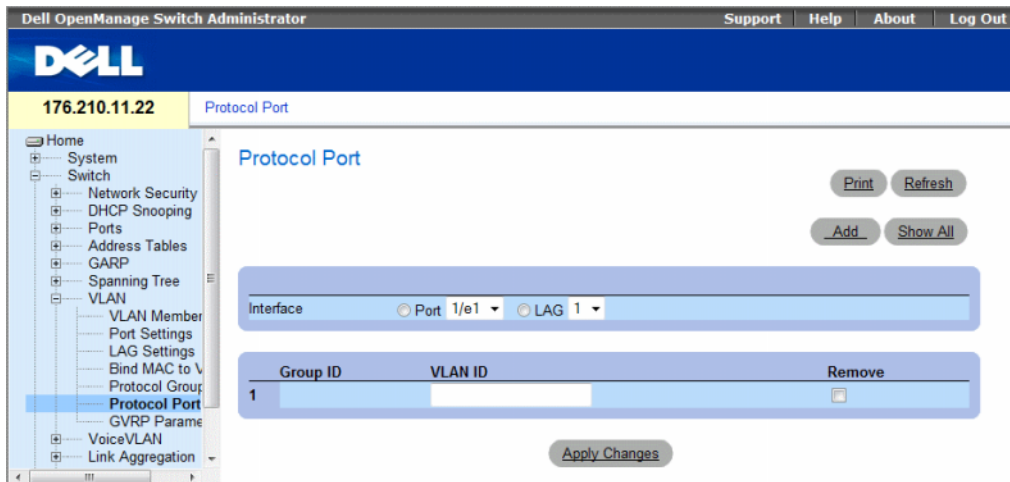 Dell OpenManage Switch Administrator Support Help About Log Out
DELL
176.210.11.22 Protocol Port
Home
System
Switch
Network Security
DHCP Snooping
Ports
Address Tables
GARP
Spanning Tree
VLAN
VLAN Member
Port Settings
LAG Settings
Bind MAC to V
Protocol Group
Protocol Port
GVRP Parame
VoiceVLAN
Link Aggregation
Protocol Port
Print Refresh
Add Show All
Interface Port 1/e1 LAG 1
Group ID VLAN ID Remove
1
Apply Changes